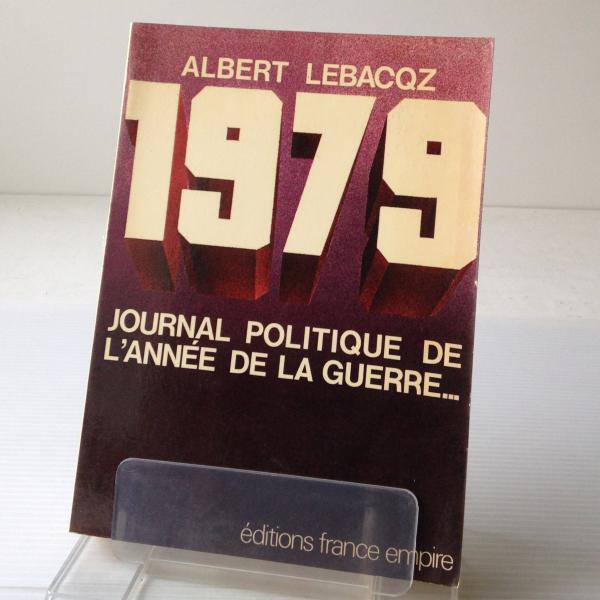 ALBERT LEBACQZ
1979
JOURNAL POLITIQUE DE
L'ANNÉE DE LA GUERRE...
éditions france empire